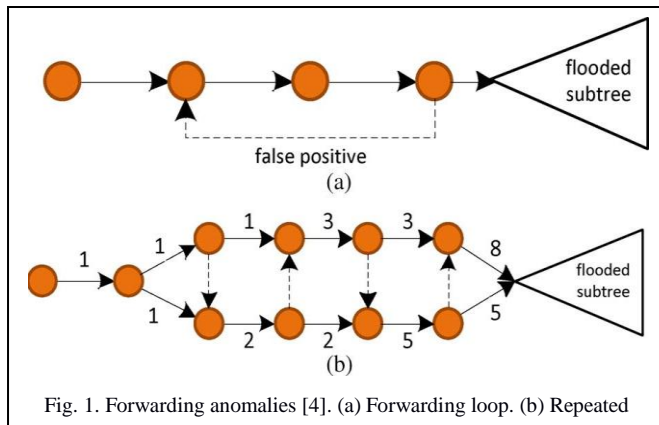 flooded
subtree
false positive
(a)
1
1
1
3
3
8
1
2
2
5
5
flooded
subtree
(b)
Fig. 1. Forwarding anomalies [4]. (a) Forwarding loop. (b) Repeated